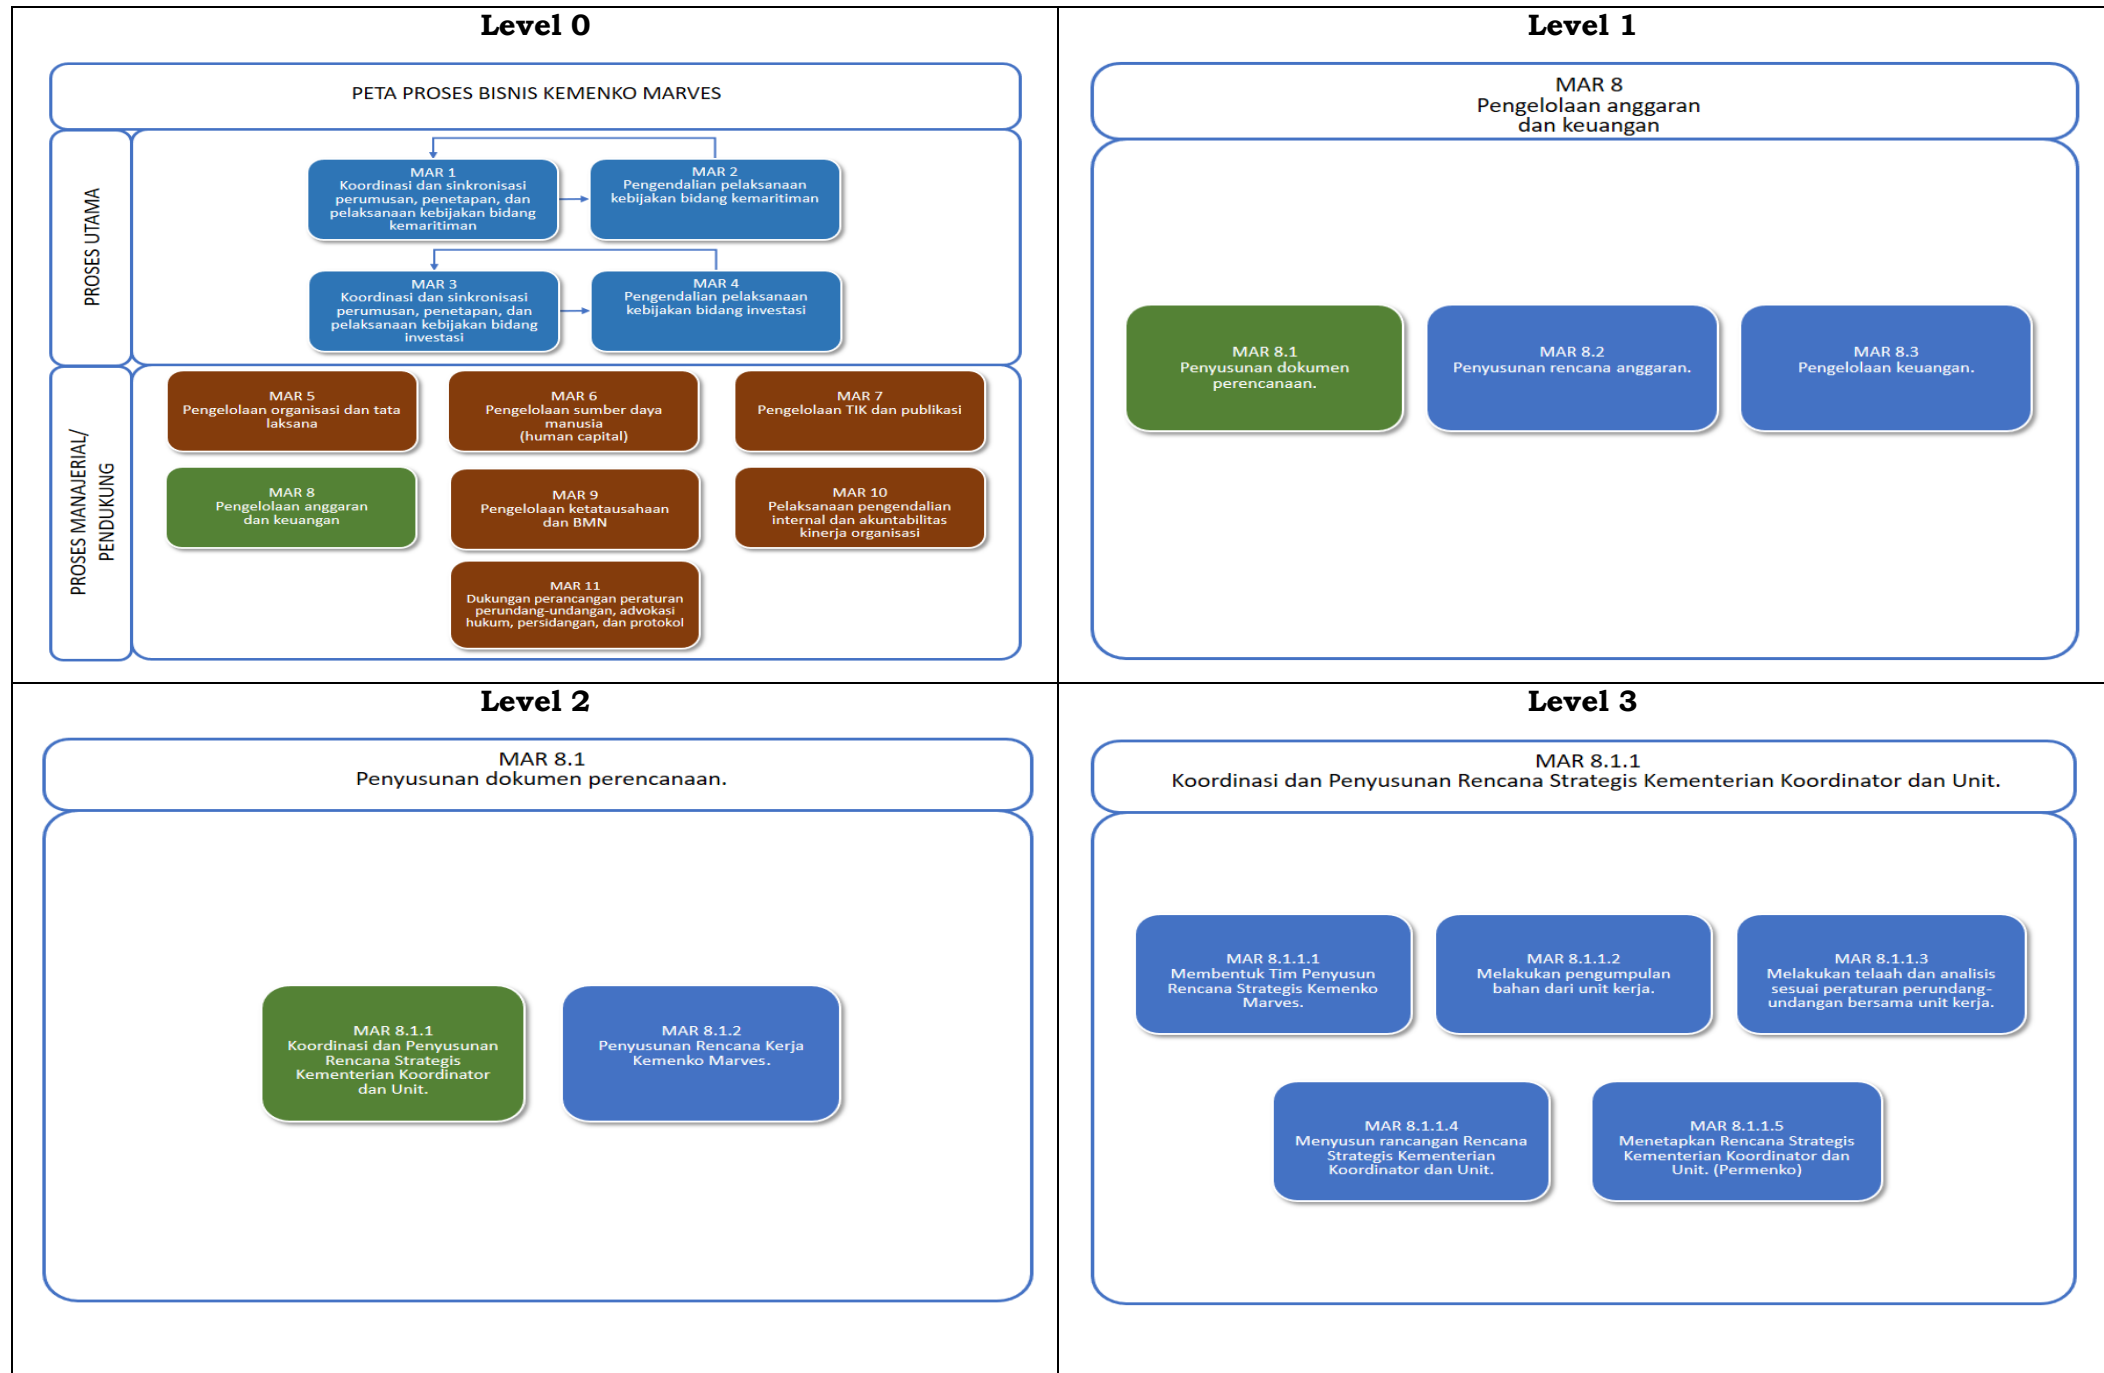 Level 0
PETA PROSES BISNIS KEMENKO MARVES
PROSES UTAMA
MAR 1
Koordinasi dan sinkronisasi
perumusan, penetapan, dan
pelaksanaan kebijakan bidang
kemaritiman
MAR 2
Pengendalian pelaksanaan
kebijakan bidang kemaritiman
MAR 3
Koordinasi dan sinkronisasi
perumusan, penetapan, dan
pelaksanaan kebijakan bidang
investasi
MAR 4
Pengendalian pelaksanaan
kebijakan bidang investasi
PROSES MANAJERIAL/
PENDUKUNG
MAR 5
Pengelolaan organisasi dan tata
laksana
MAR 6
Pengelolaan sumber daya
manusia
(human capital)
MAR 7
Pengelolaan TIK dan publikasi
MAR 8
Pengelolaan anggaran
dan keuangan
MAR 9
Pengelolaan ketatausahaan
dan BMN
MAR 10
Pelaksanaan pengendalian
internal dan akuntabilitas
kinerja organisasi
MAR 11
Dukungan perancangan peraturan
perundang-undangan, advokasi
hukum, persidangan, dan protokol
Level 1
MAR 8
Pengelolaan anggaran
dan keuangan
MAR 8.1
Penyusunan dokumen
perencanaan.
MAR 8.2
Penyusunan rencana anggaran.
MAR 8.3
Pengelolaan keuangan.
Level 2
MAR 8.1
Penyusunan dokumen perencanaan.
MAR 8.1.1
Koordinasi dan Penyusunan
Rencana Strategis
Kementerian Koordinator
dan Unit.
MAR 8.1.2
Penyusunan Rencana Kerja
Kemenko Marves.
Level 3
MAR 8.1.1
Koordinasi dan Penyusunan Rencana Strategis Kementerian Koordinator dan Unit.
MAR 8.1.1.1
Membentuk Tim Penyusun
Rencana Strategis Kemenko
Marves.
MAR 8.1.1.2
Melakukan pengumpulan
bahan dari unit kerja.
MAR 8.1.1.3
Melakukan telaah dan analisis
sesuai peraturan perundang-
undangan bersama unit kerja.
MAR 8.1.1.4
Menyusun rancangan Rencana
Strategis Kementerian
Koordinator dan Unit.
MAR 8.1.1.5
Menetapkan Rencana Strategis
Kementerian Koordinator dan
Unit. (Permenko)